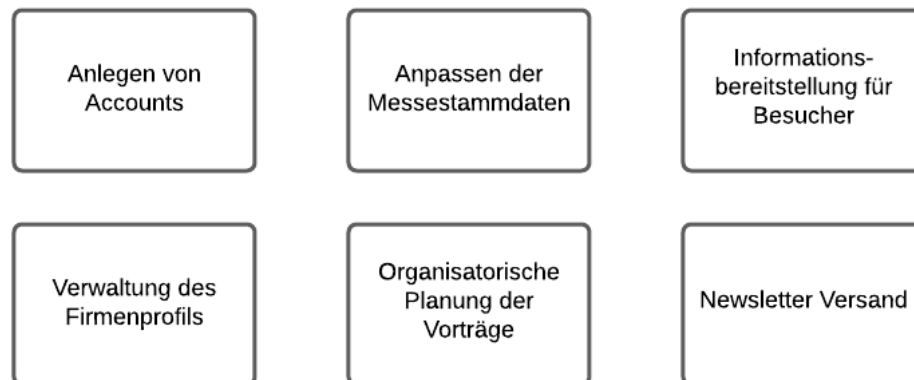 Anlegen von
Accounts
Anpassen der
Messestammdaten
Informations-
bereitstellung für
Besucher
Verwaltung des
Firmenprofils
Organisatorische
Planung der
Vorträge
Newsletter Versand